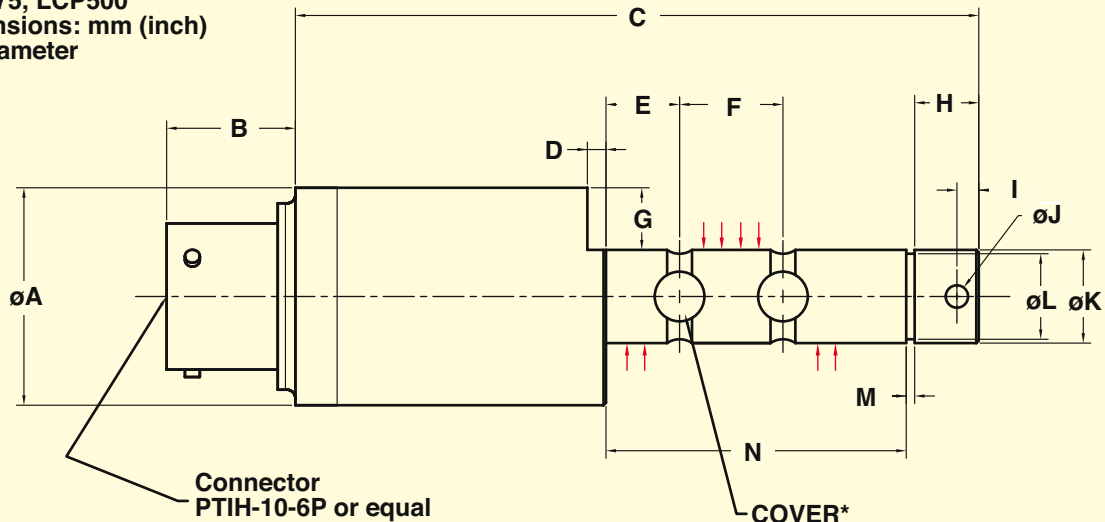 75, LCP500
nsions: mm (inch)
ameter
C
B
E
F
H
D
I
G
øJ
øA
øL
øK
M
N
Connector
PTIH-10-6P or equal
COVER*